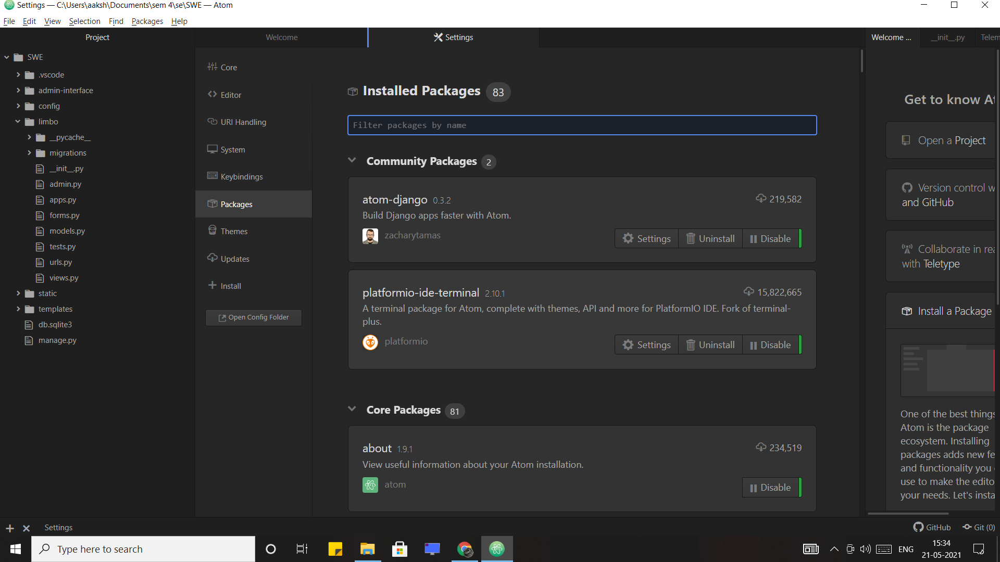 Settings — C:\Users\aaksh\Documents\sem 4\se\SWE — Atom
File Edit View Selection Find Packages Help
Project
SWE
.vscode
admin-interface
config
limbo
__pycache__
migrations
__init__.py
admin.py
apps.py
forms.py
models.py
tests.py
urls.py
views.py
static
templates
db.sqlite3
manage.py
Welcome
Settings
Core
Editor
URI Handling
System
Keybindings
Packages
Themes
Updates
Install
Open Config Folder
Installed Packages 83
Filter packages by name
Community Packages 2
atom-django 0.3.2 219,582
Build Django apps faster with Atom.
zacharytamas
Settings Uninstall Disable
platformio-ide-terminal 2.10.1 15,822,665
A terminal package for Atom, complete with themes, API and more for PlatformIO IDE. Fork of terminal-
plus.
platformio
Settings Uninstall Disable
Core Packages 81
about 1.9.1 234,519
View useful information about your Atom installation.
atom
Disable
Welcome ... __init__.py Telem
Get to know At
Open a Project
Version control w
and GitHub
Collaborate in rea
with Teletype
Install a Package
One of the best things
Atom is the package
ecosystem. Installing
packages adds new fe
and functionality you
use to make the edito
your needs. Let's insta
Settings
GitHub Git (0)
Type here to search
ENG
15:34
21-05-2021